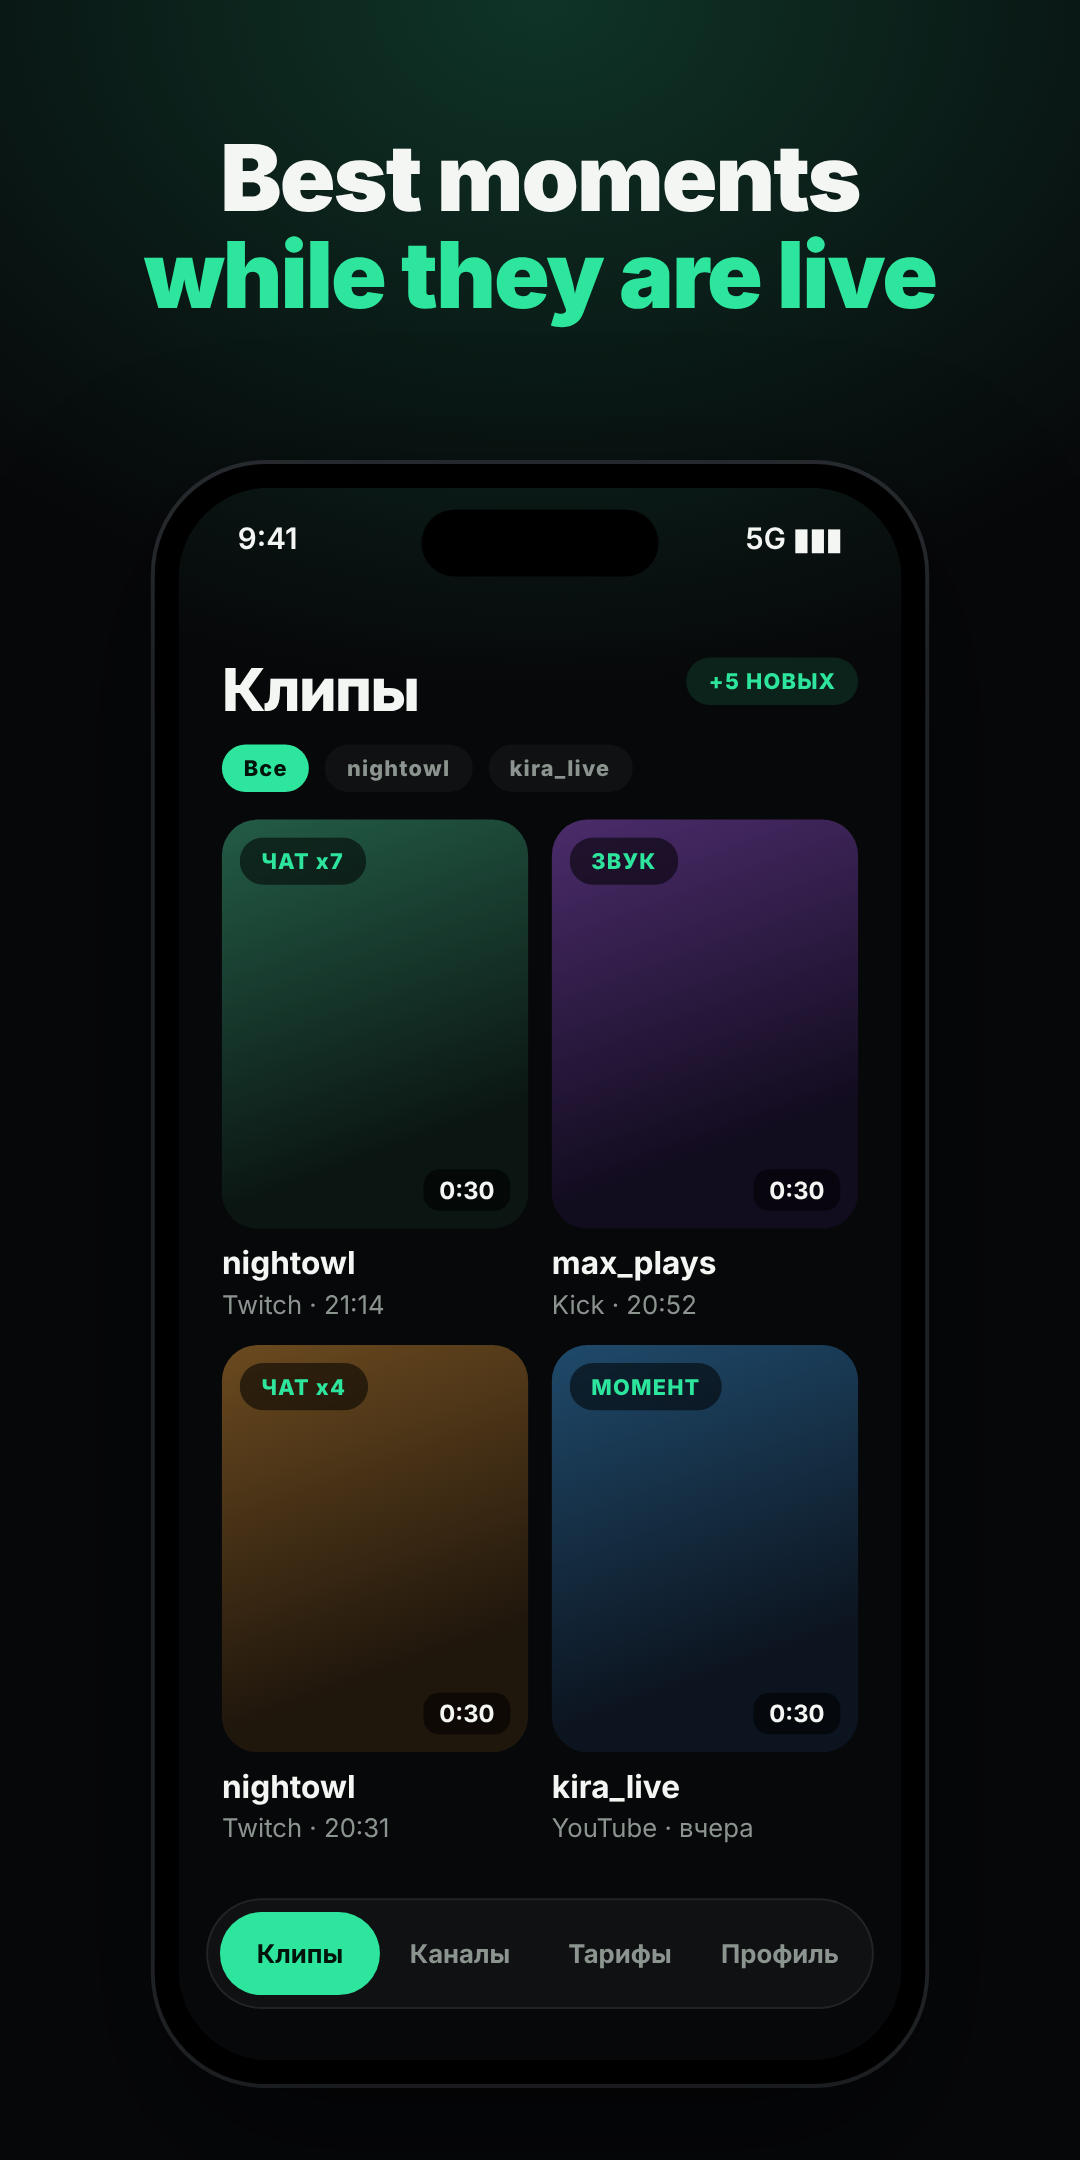 Best moments
while they are live
9:41
5G
Клипы
+5 НОВЫХ
Все
nightowl
kira_live
ЧАТ x7
ЗВУК
0:30
0:30
nightowl
max_plays
Twitch · 21:14
Kick · 20:52
ЧАТ x4
МОМЕНТ
0:30
0:30
nightowl
kira_live
Twitch · 20:31
YouTube · вчера
Клипы
Каналы
Тарифы
Профиль